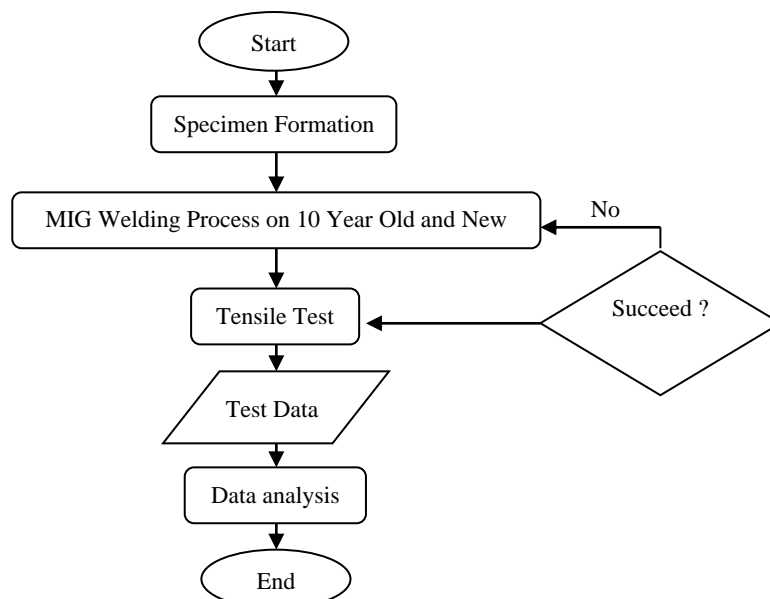 Start
Specimen Formation
MIG Welding Process on 10 Year Old and New
No
Tensile Test
Succeed ?
Test Data
Data analysis
End